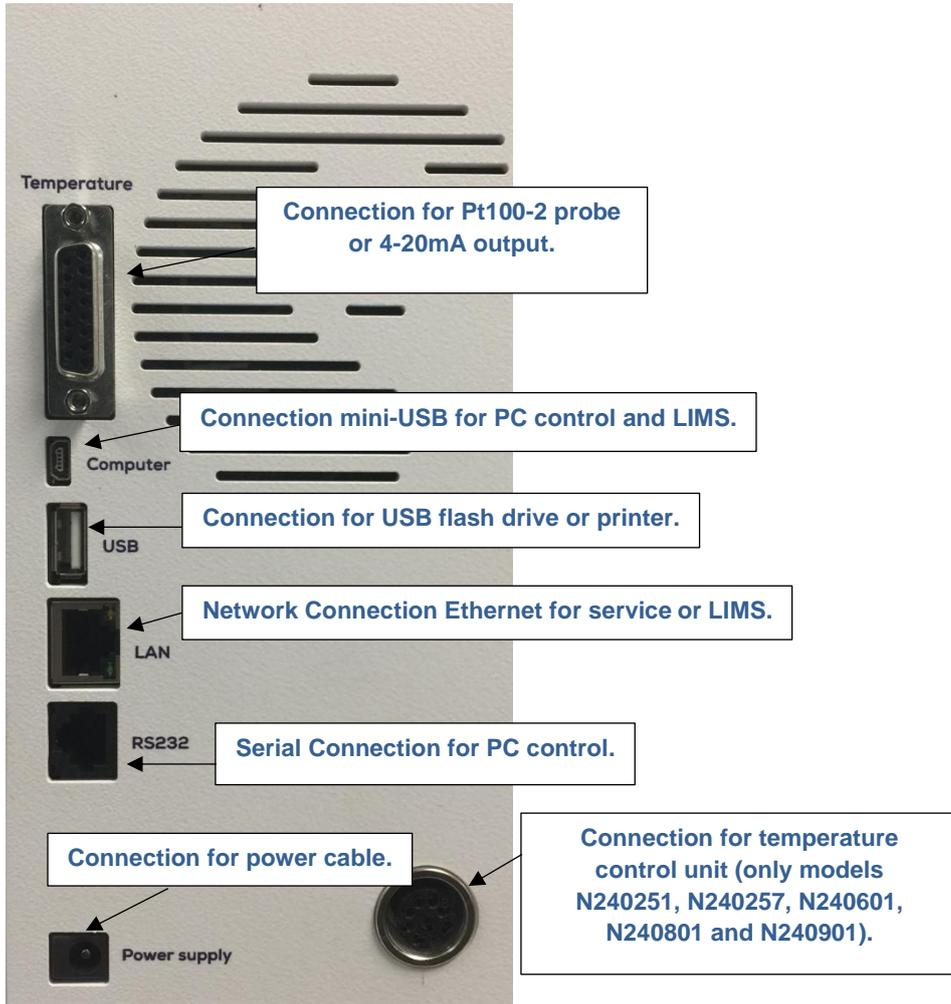 Temperature
Connection for Pt100-2 probe
or 4-20mA output.
Connection mini-USB for PC control and LIMS.
Computer
Connection for USB flash drive or printer.
USB
Network Connection Ethernet for service or LIMS.
LAN
RS232
Serial Connection for PC control.
Connection for power cable.
Connection for temperature
control unit (only models
N240251, N240257, N240601,
N240801 and N240901).
Power supply